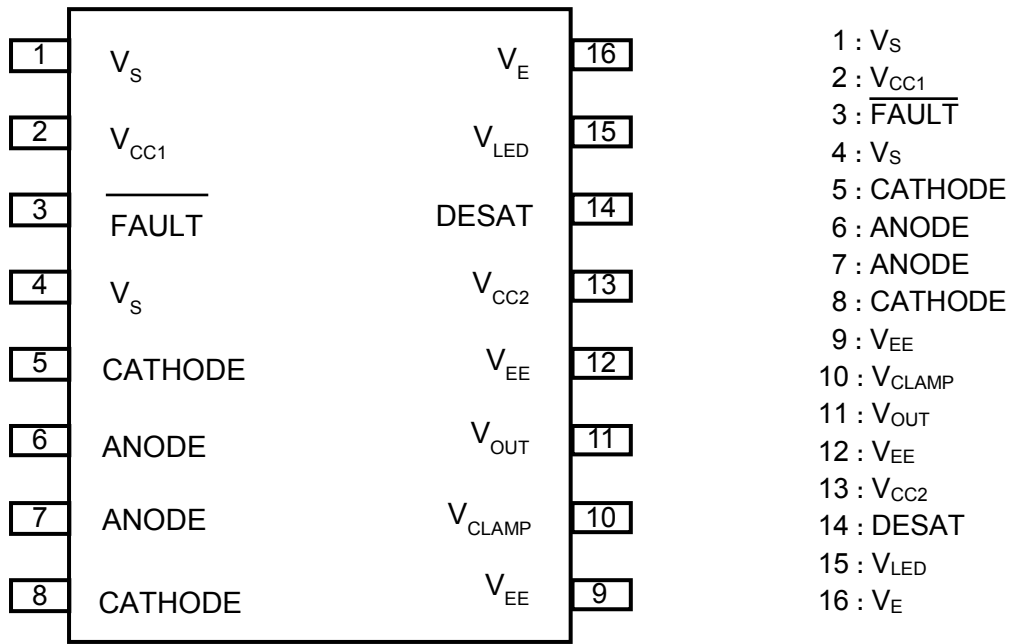 1 V_S V_E 16
2 V_CC1 V_LED 15
3 FAULT DESAT 14
4 V_S V_CC2 13
5 CATHODE V_EE 12
6 ANODE V_OUT 11
7 ANODE V_CLAMP 10
8 CATHODE V_EE 9
1 : V_S
2 : V_CC1
3 : FAULT
4 : V_S
5 : CATHODE
6 : ANODE
7 : ANODE
8 : CATHODE
9 : V_EE
10 : V_CLAMP
11 : V_OUT
12 : V_EE
13 : V_CC2
14 : DESAT
15 : V_LED
16 : V_E